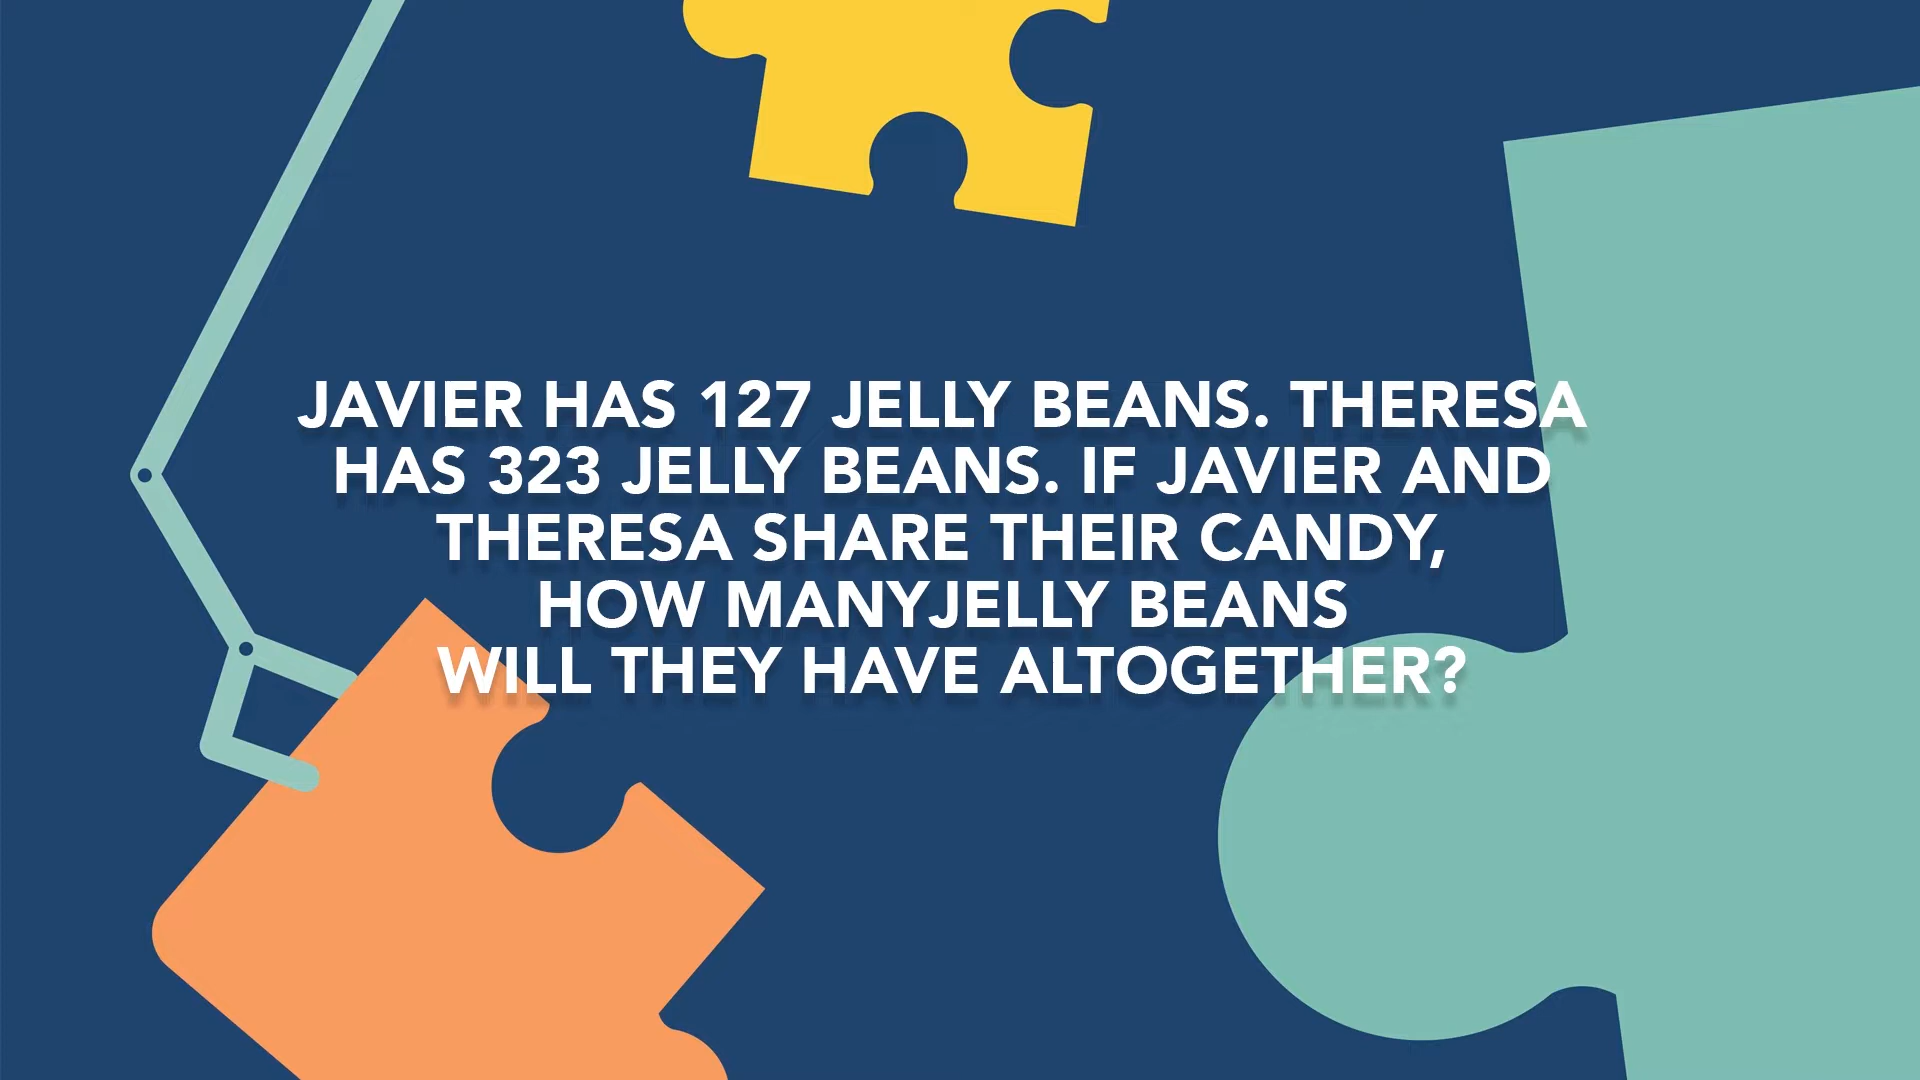 JAVIER HAS 127 JELLY BEANS. THERESA
HAS 323 JELLY BEANS. IF JAVIER AND
THERESA SHARE THEIR CANDY,
HOW MANYJELLY BEANS
WILL THEY HAVE ALTOGETHER?